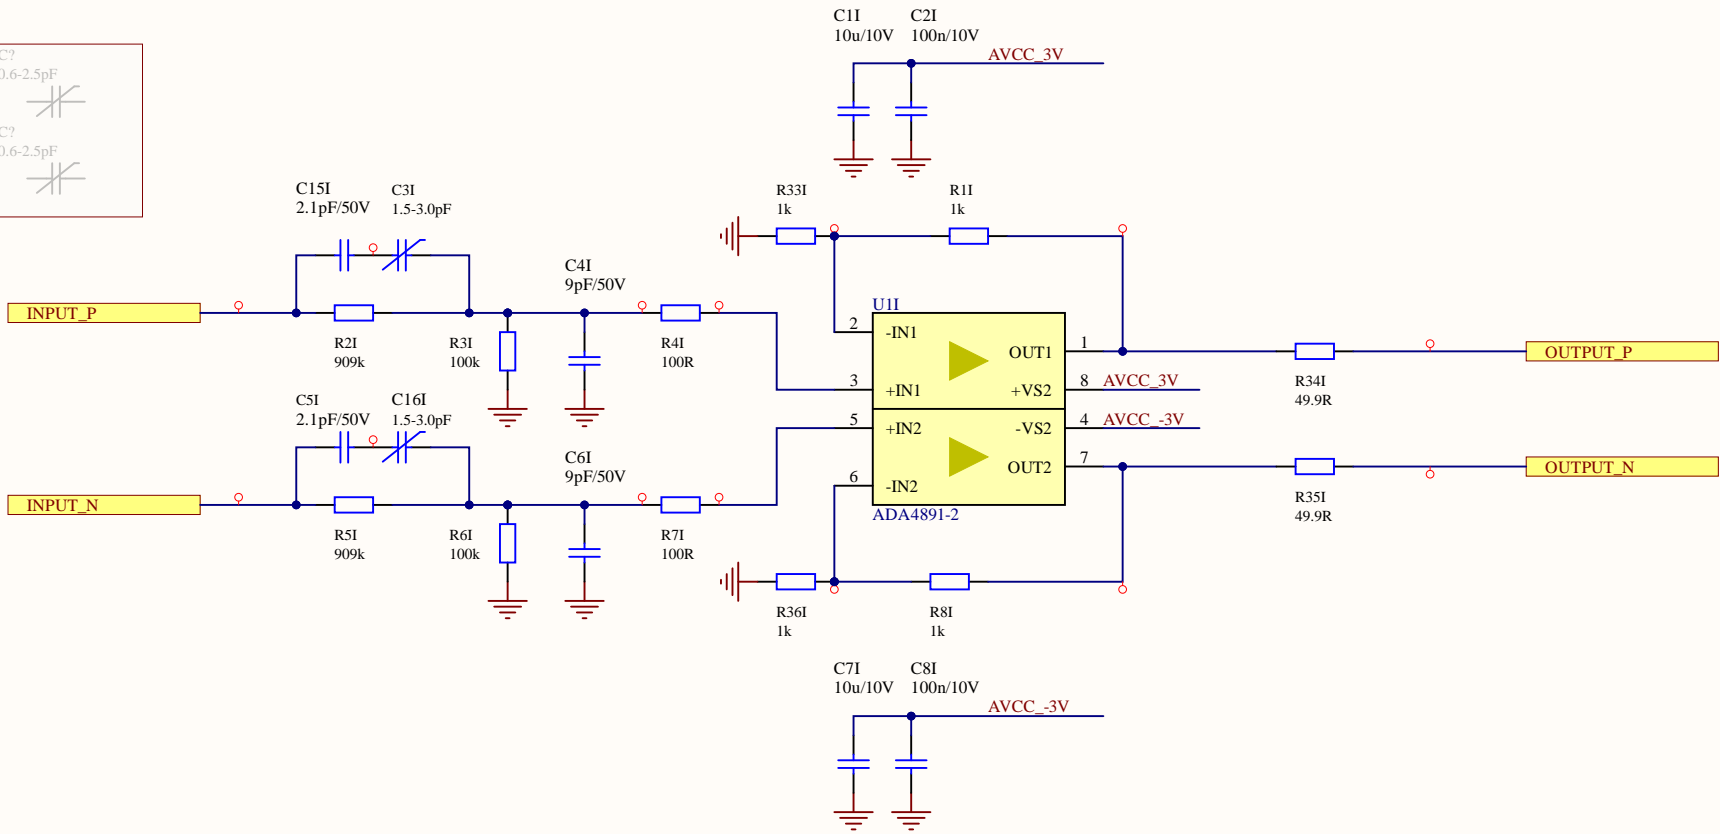 C1I
10u/10V
C2I
100n/10V
AVCC_3V
C?
0.6-2.5pF
C?
0.6-2.5pF
C15I
2.1pF/50V
C3I
1.5-3.0pF
R33I
1k
R1I
1k
C4I
9pF/50V
INPUT_P
R2I
909k
R3I
100k
R4I
100R
U1I
2
-IN1
3
+IN1
5
+IN2
6
-IN2
OUT1
1
+VS2
8
AVCC_3V
-VS2
4
AVCC_-3V
OUT2
7
ADA4891-2
R34I
49.9R
OUTPUT_P
C5I
2.1pF/50V
C16I
1.5-3.0pF
C6I
9pF/50V
INPUT_N
R5I
909k
R6I
100k
R7I
100R
R35I
49.9R
OUTPUT_N
R36I
1k
R8I
1k
C7I
10u/10V
C8I
100n/10V
AVCC_-3V